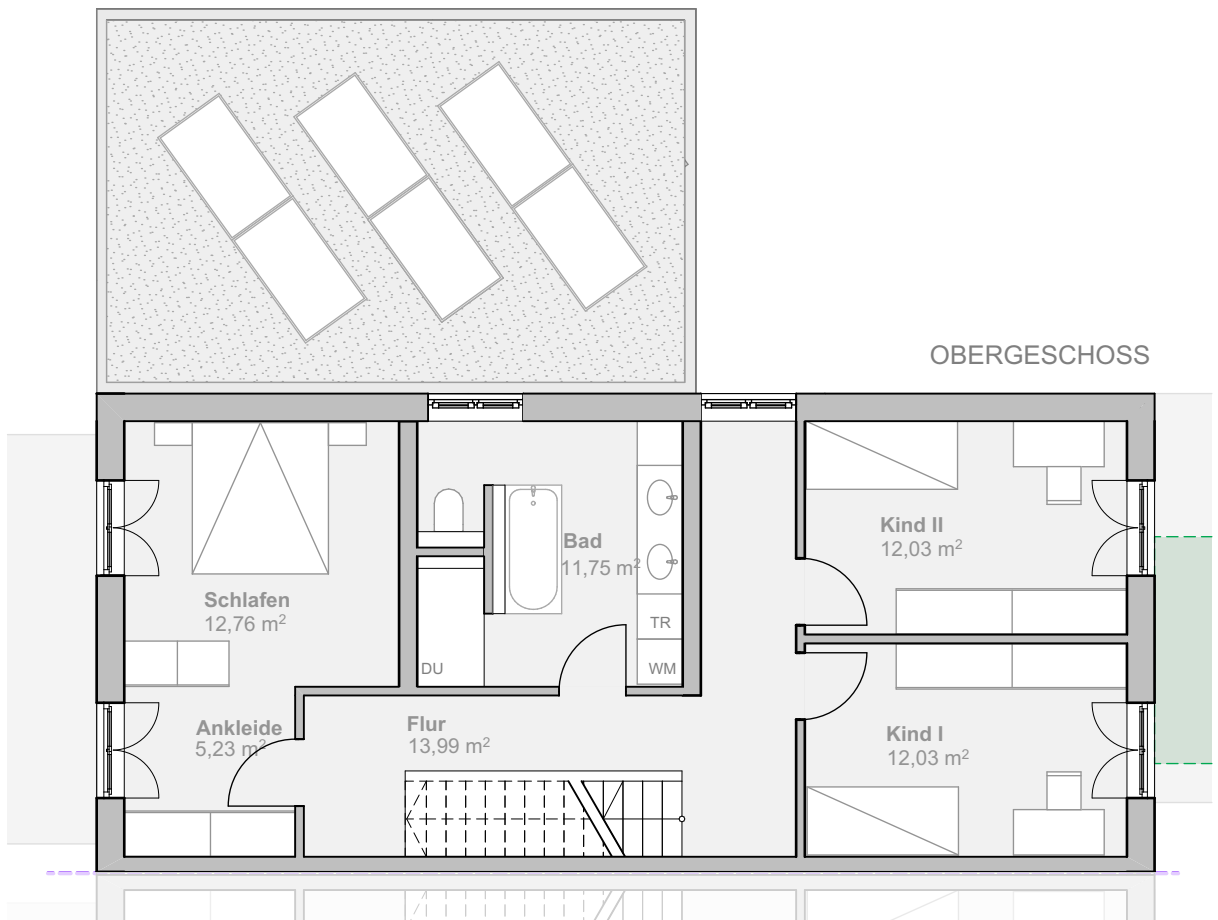 OBERGESCHOSS
Kind II
12,03 m²
Bad
11,75 m²
Schlafen
12,76 m²
TR
DU
WM
Ankleide
5,23 m²
Flur
13,99 m²
Kind I
12,03 m²